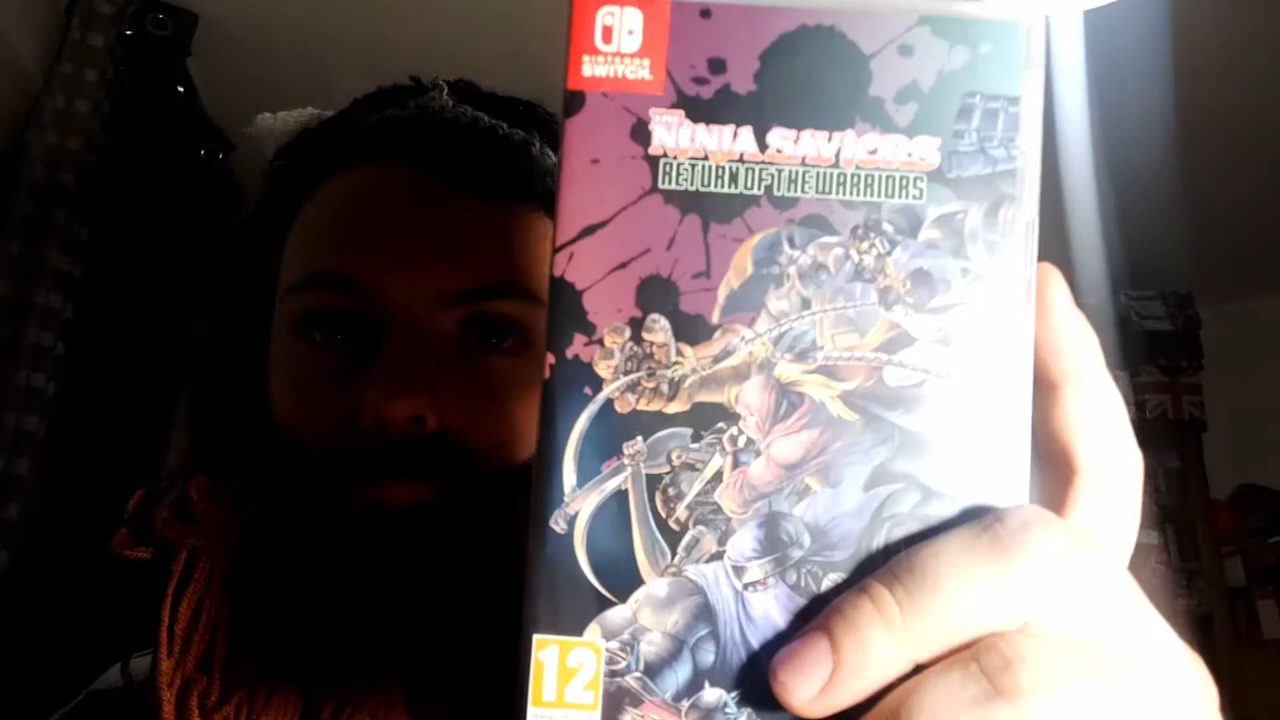 NINTENDO
SWITCH
THE
NINJA SAVIORS
RETURN OF THE WARRIORS
12